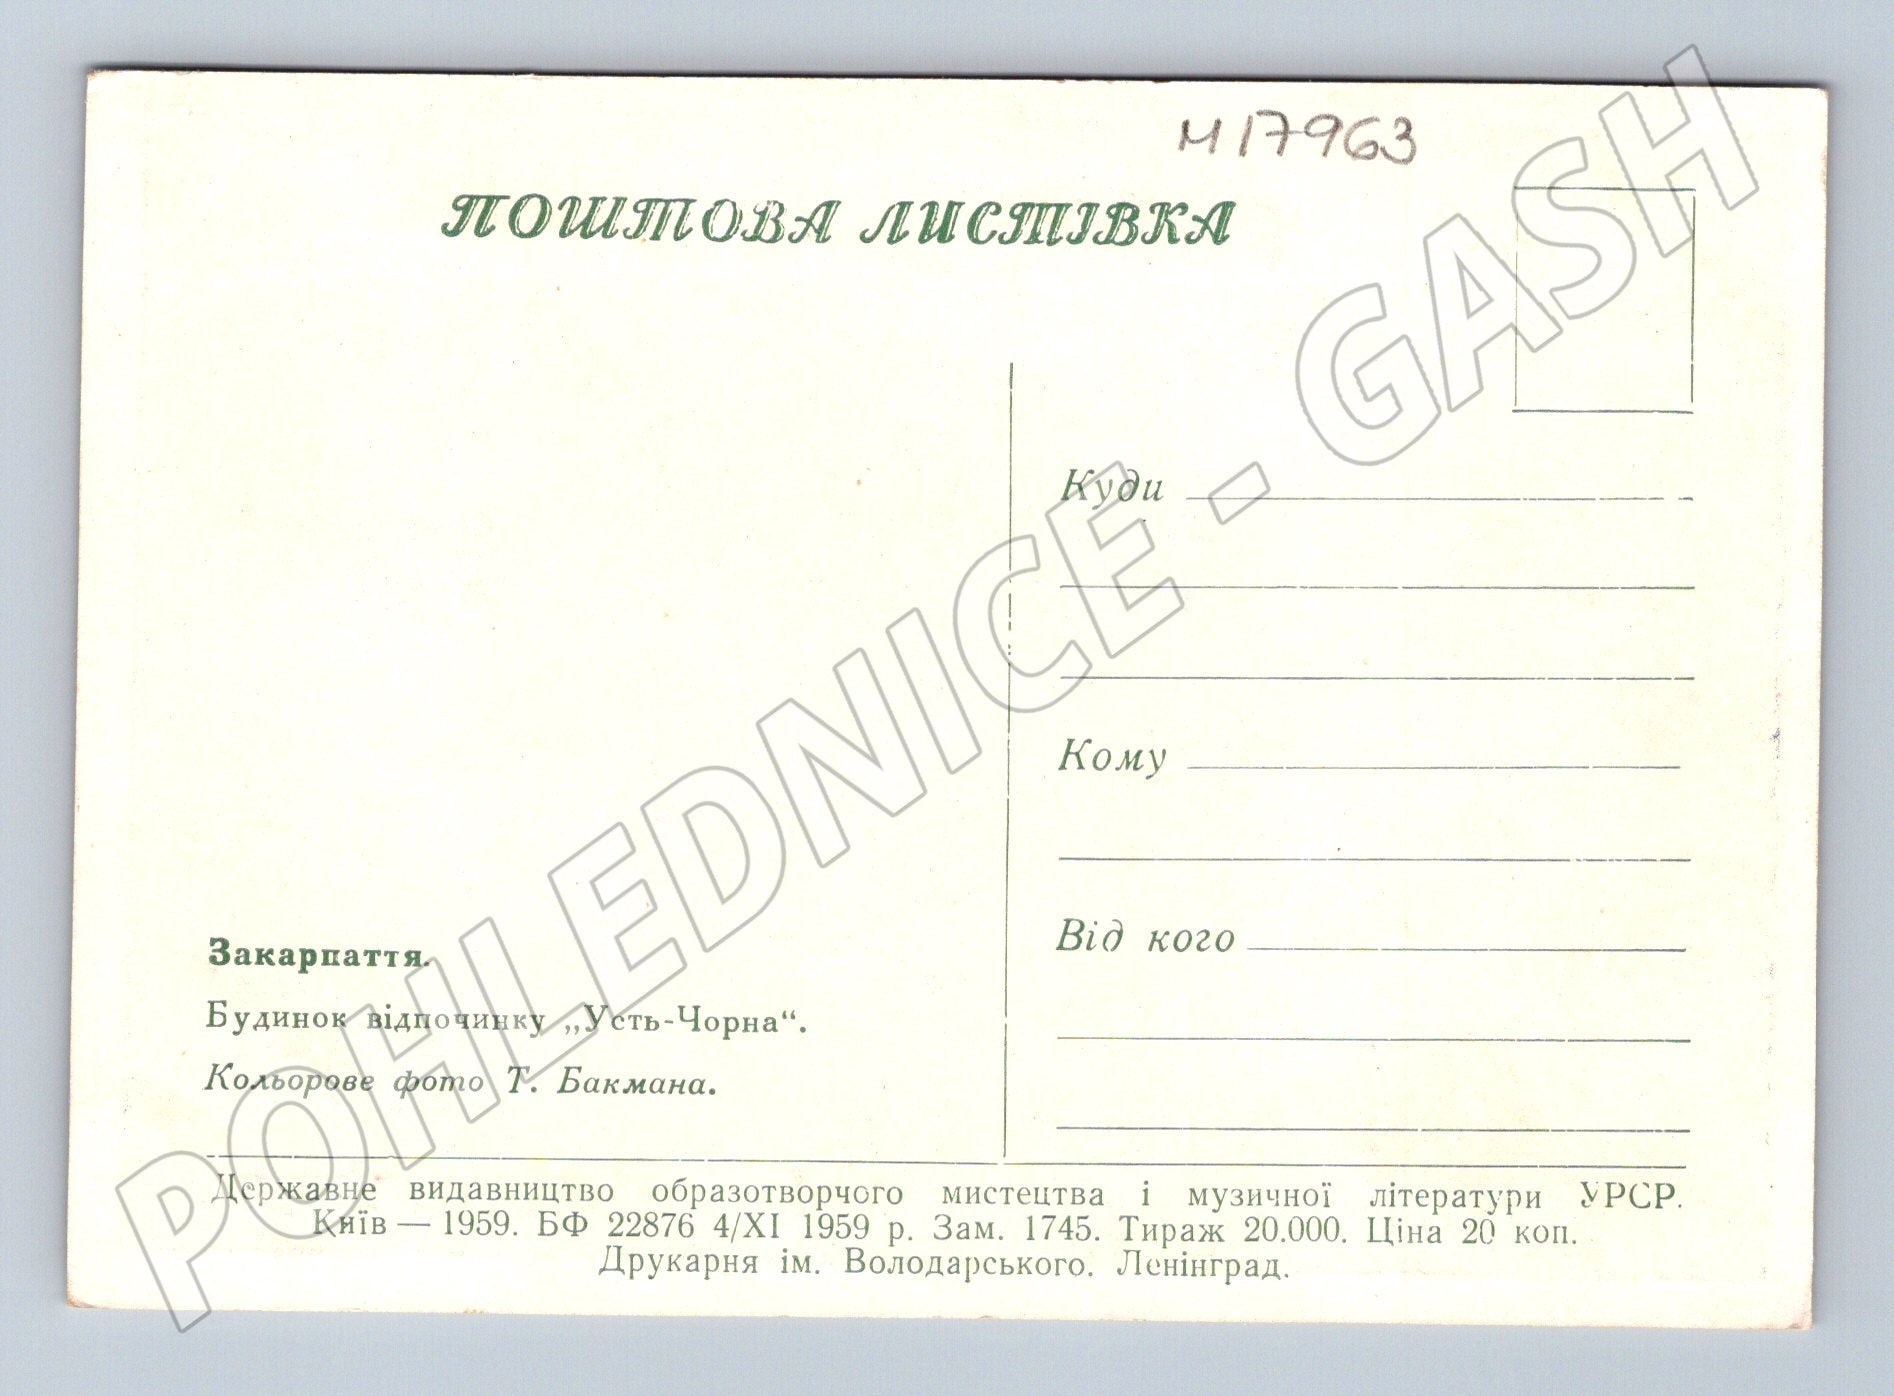 М17963
ПОШТОВА ЛИСТІВКА
Куди
Кому
Від кого
Закарпаття.
Будинок відпочинку „Усть-Чорна“.
Кольорове фото Т. Бакмана.
Державне видавництво образотворчого мистецтва і музичної літератури УРСР.
Київ — 1959. БФ 22876 4/XI 1959 р. Зам. 1745. Тираж 20.000. Ціна 20 коп.
Друкарня ім. Володарського. Ленінград.
POHLEDNICE - GASH